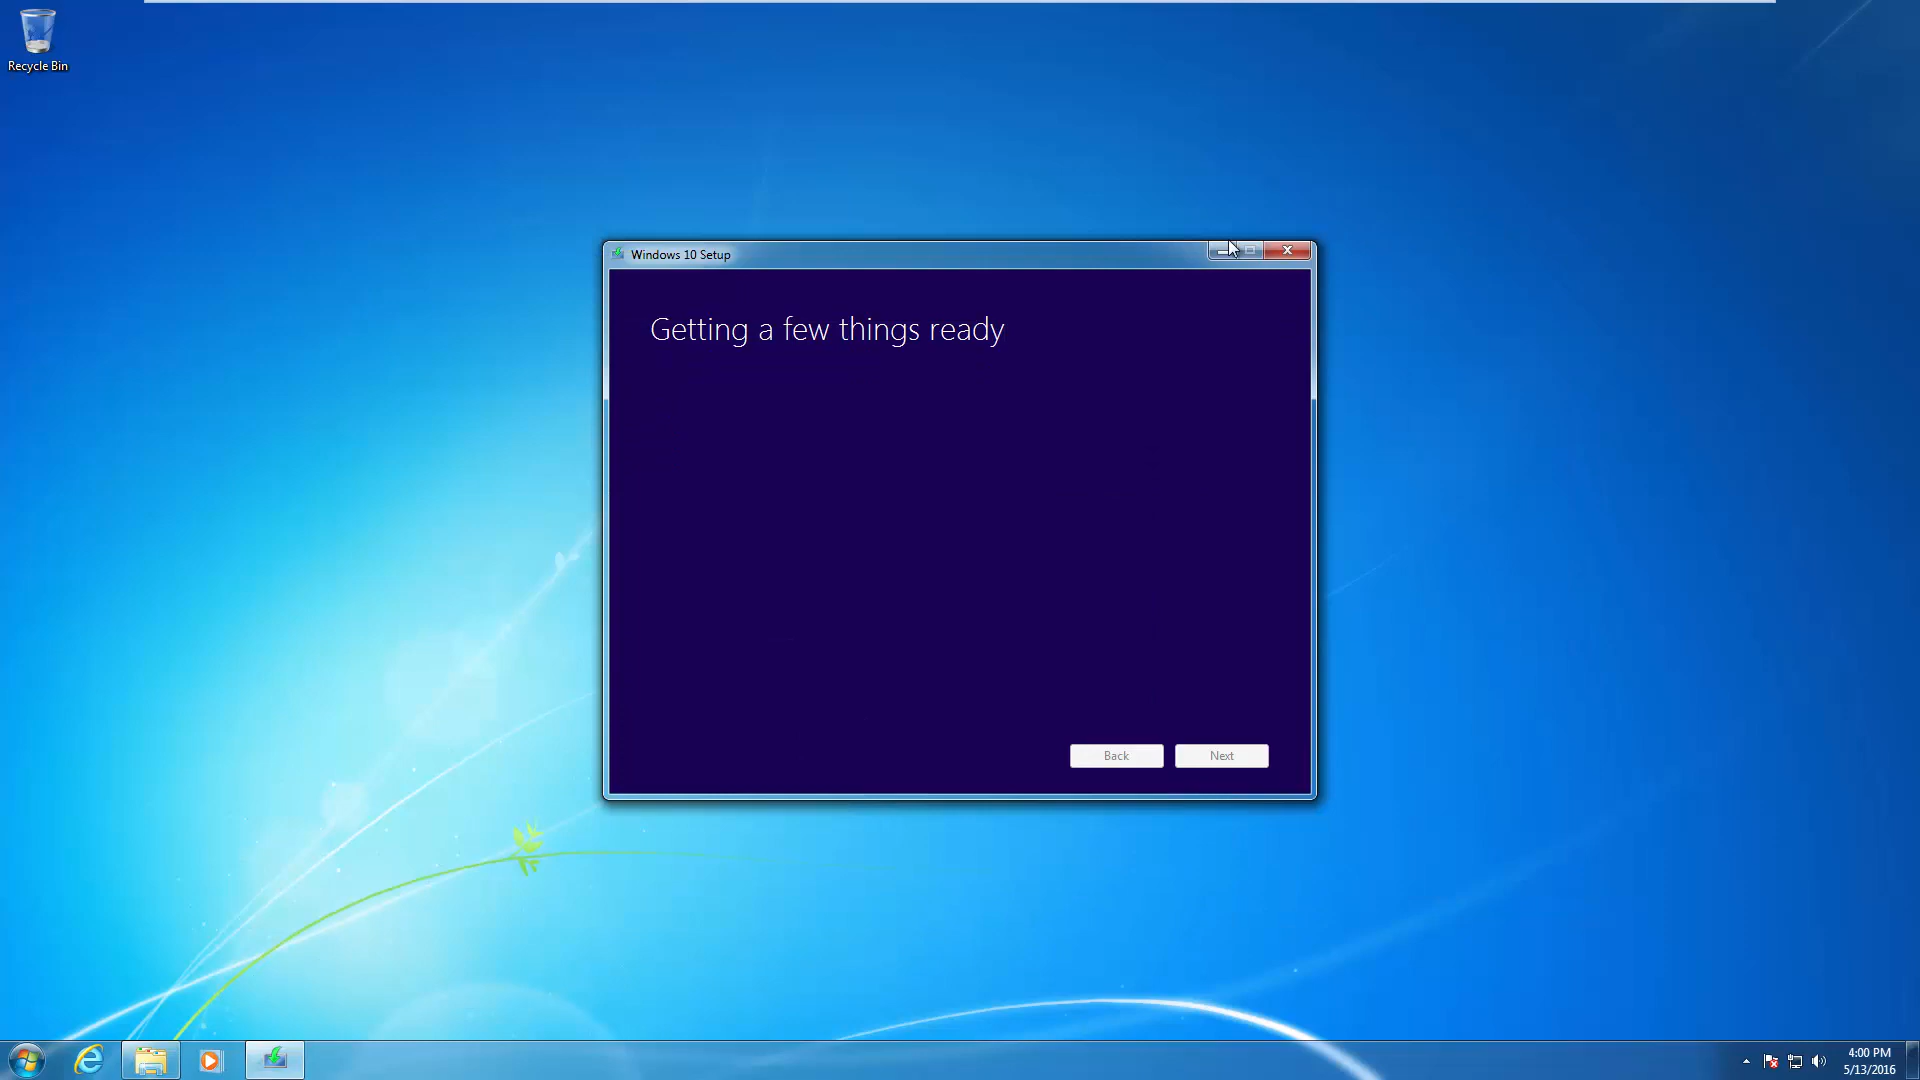 Recycle Bin
Windows 10 Setup
Getting a few things ready
Back
Next
4:00 PM
5/13/2016